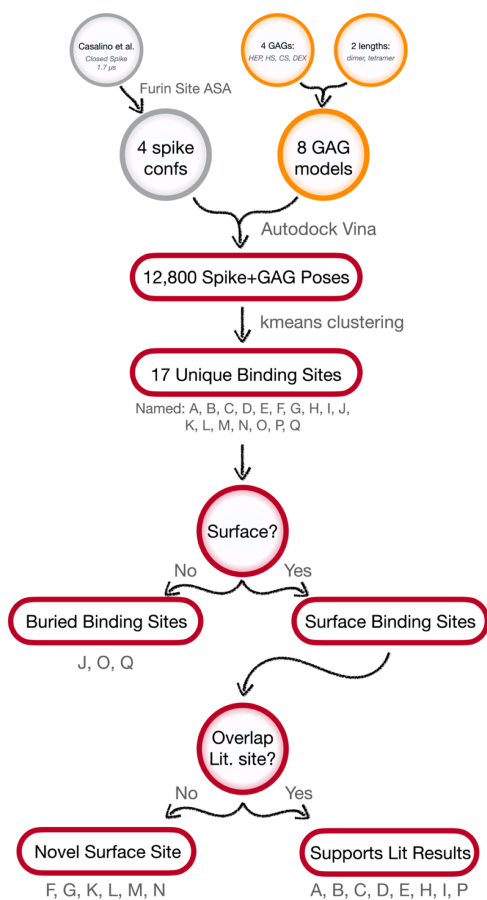 Casalino et al.
Closed Spike
1.7 µs
4 GAGs:
HEP, HS, CS, DEX
2 lengths:
dimer, tetramer
Furin Site ASA
4 spike
confs
8 GAG
models
Autodock Vina
12,800 Spike+GAG Poses
kmeans clustering
17 Unique Binding Sites
Named: A, B, C, D, E, F, G, H, I, J,
K, L, M, N, O, P, Q
Surface?
No
Yes
Buried Binding Sites
Surface Binding Sites
J, O, Q
Overlap
Lit. site?
No
Yes
Novel Surface Site
Supports Lit Results
F, G, K, L, M, N
A, B, C, D, E, H, I, P